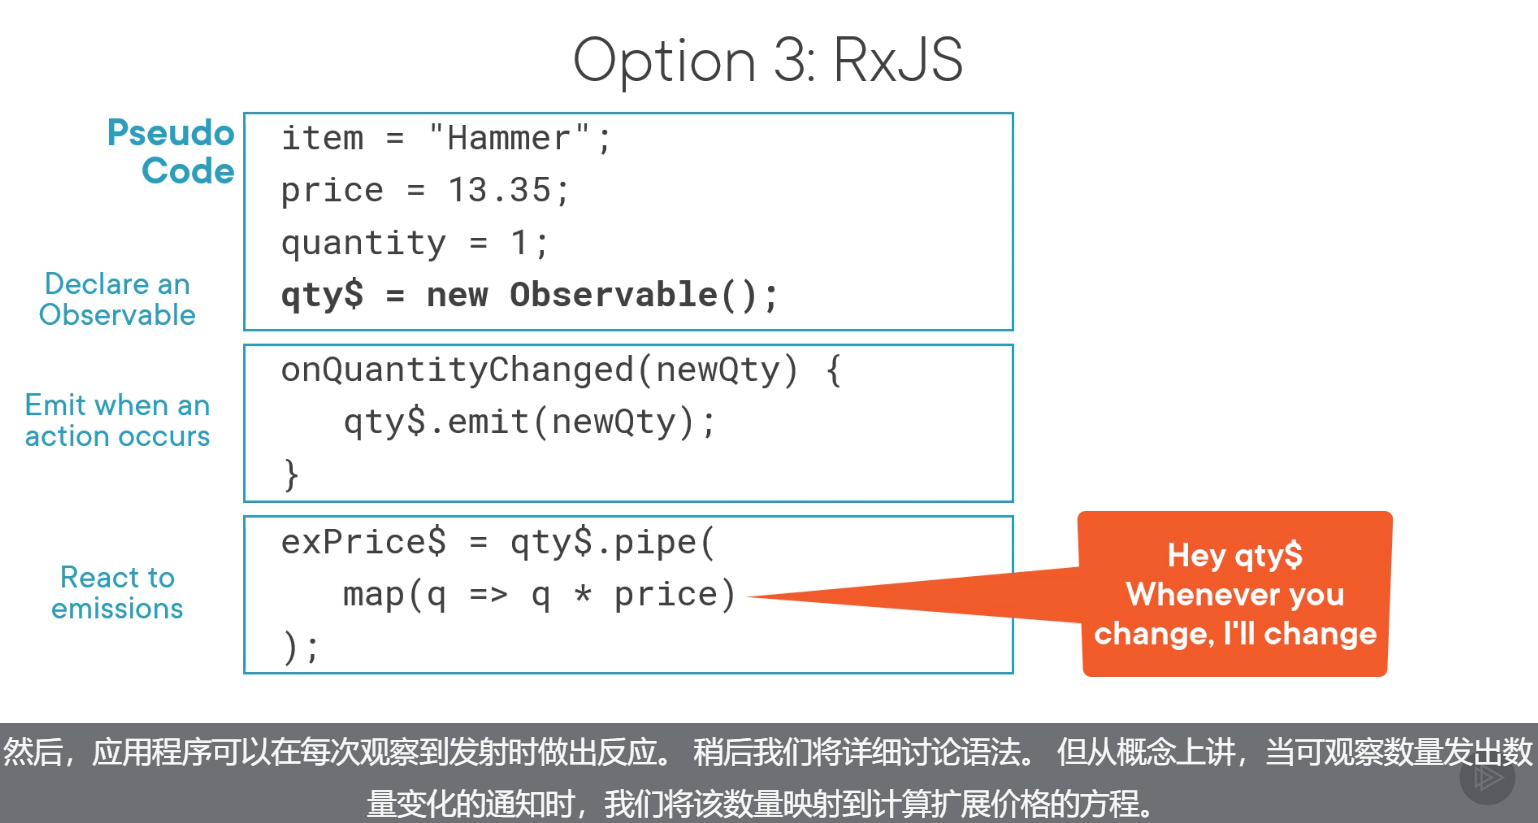 Option 3: RxJS
Pseudo
Code
item = "Hammer";
price = 13.35;
quantity = 1;
Declare an
Observable
qty$ = new Observable();
Emit when an
action occurs
onQuantityChanged(newQty) {
qty$.emit(newQty);
}
React to
emissions
exPrice$ = qty$.pipe(
map(q => q * price)
);
Hey qty$
Whenever you
change, I'll change
然后，应用程序可以在每次观察到发射时做出反应。 稍后我们将详细讨论语法。 但从概念上讲，当可观察数量发出数
量变化的通知时，我们将该数量映射到计算扩展价格的方程。